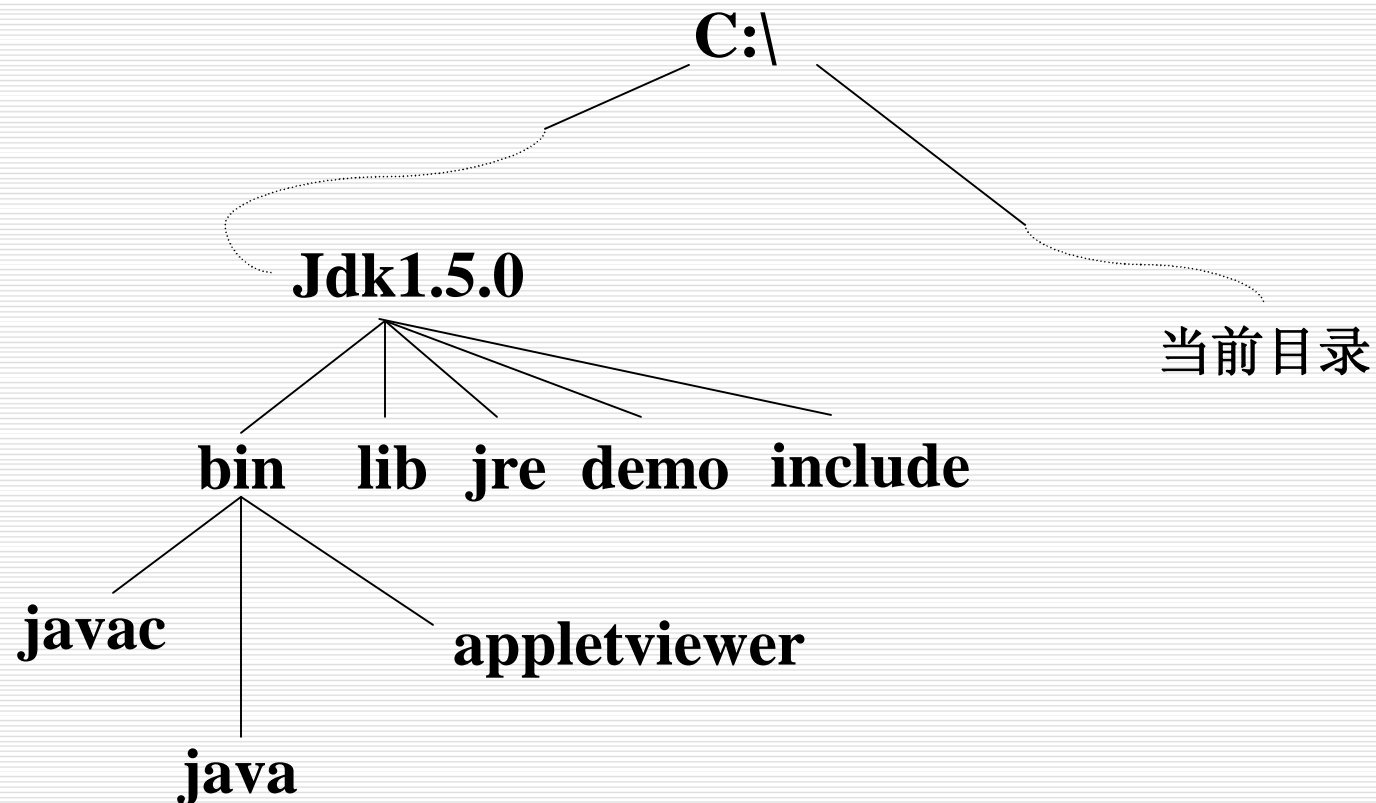 C:\
Jdk1.5.0
当前目录
bin lib jre demo include
javac
appletviewer
java